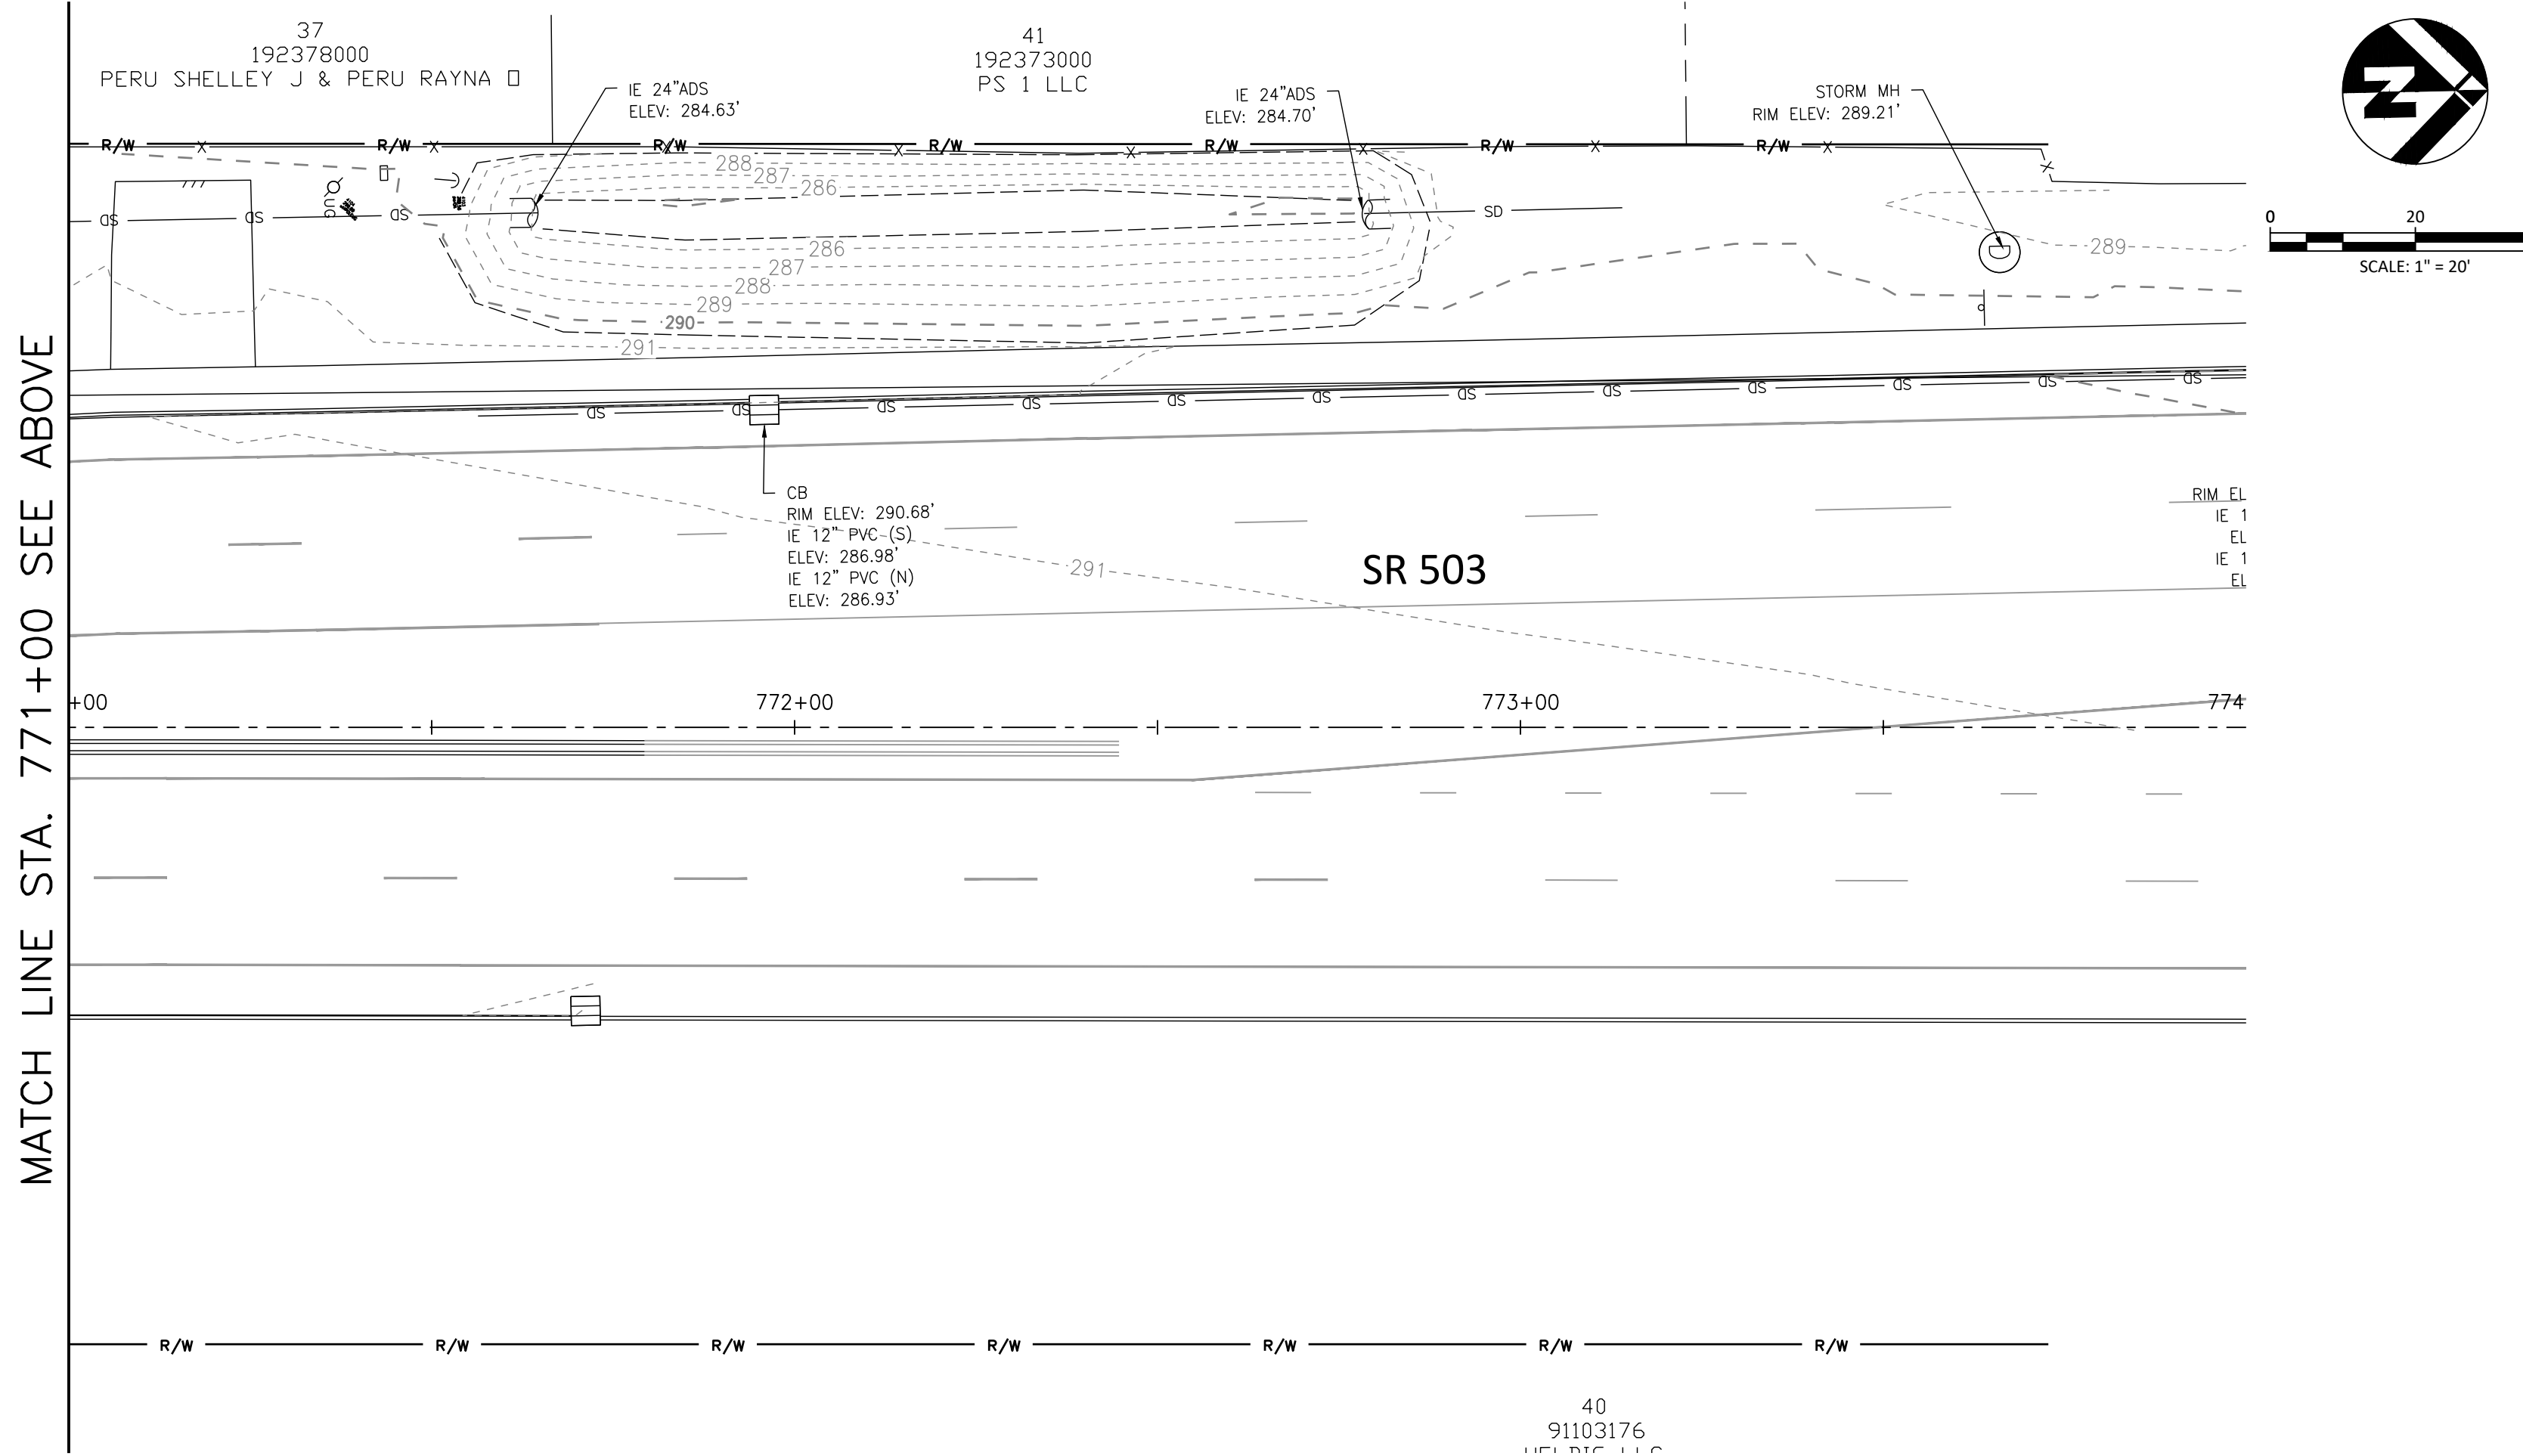 37
192378000
PERU SHELLEY J & PERU RAYNA
41
192373000
PS 1 LLC
IE 24"ADS
ELEV: 284.63'
IE 24"ADS
ELEV: 284.70'
STORM MH
RIM ELEV: 289.21'
N
R/W R/W R/W R/W R/W R/W R/W
X X X X X X X X X
288
287
286
UG
SD SD SD SD
289
0 20
SCALE: 1" = 20'
286
287
288
289
290
291
SD SD SD SD SD SD SD SD SD SD SD SD
CB
RIM ELEV: 290.68'
IE 12" PVC (S)
ELEV: 286.98'
IE 12" PVC (N)
ELEV: 286.93'
291
SR 503
RIM EL
IE 1
EL
IE 1
EL
MATCH LINE STA. 771+00 SEE ABOVE
+00 772+00 773+00 774
R/W R/W R/W R/W R/W R/W R/W
40
91103176